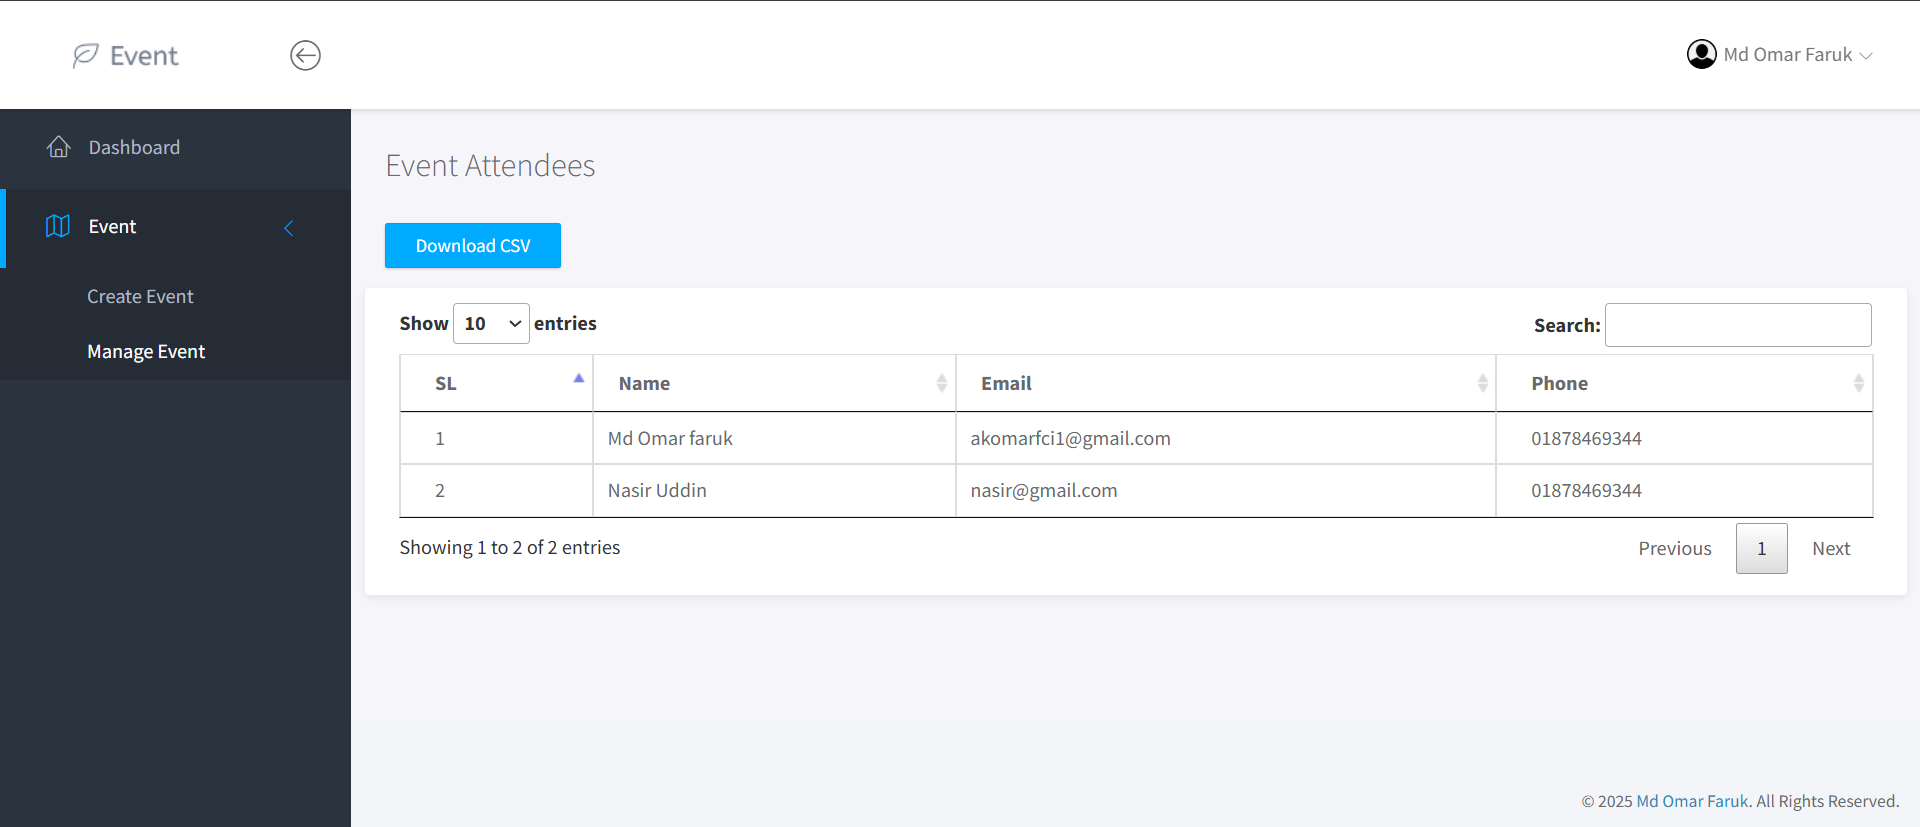 Event
Md Omar Faruk
Dashboard
Event
Create Event
Manage Event
Event Attendees
Download CSV
Show 10 entries
Search:
SL Name Email Phone
1 Md Omar faruk akomarfci1@gmail.com 01878469344
2 Nasir Uddin nasir@gmail.com 01878469344
Showing 1 to 2 of 2 entries
Previous 1 Next
© 2025 Md Omar Faruk. All Rights Reserved.